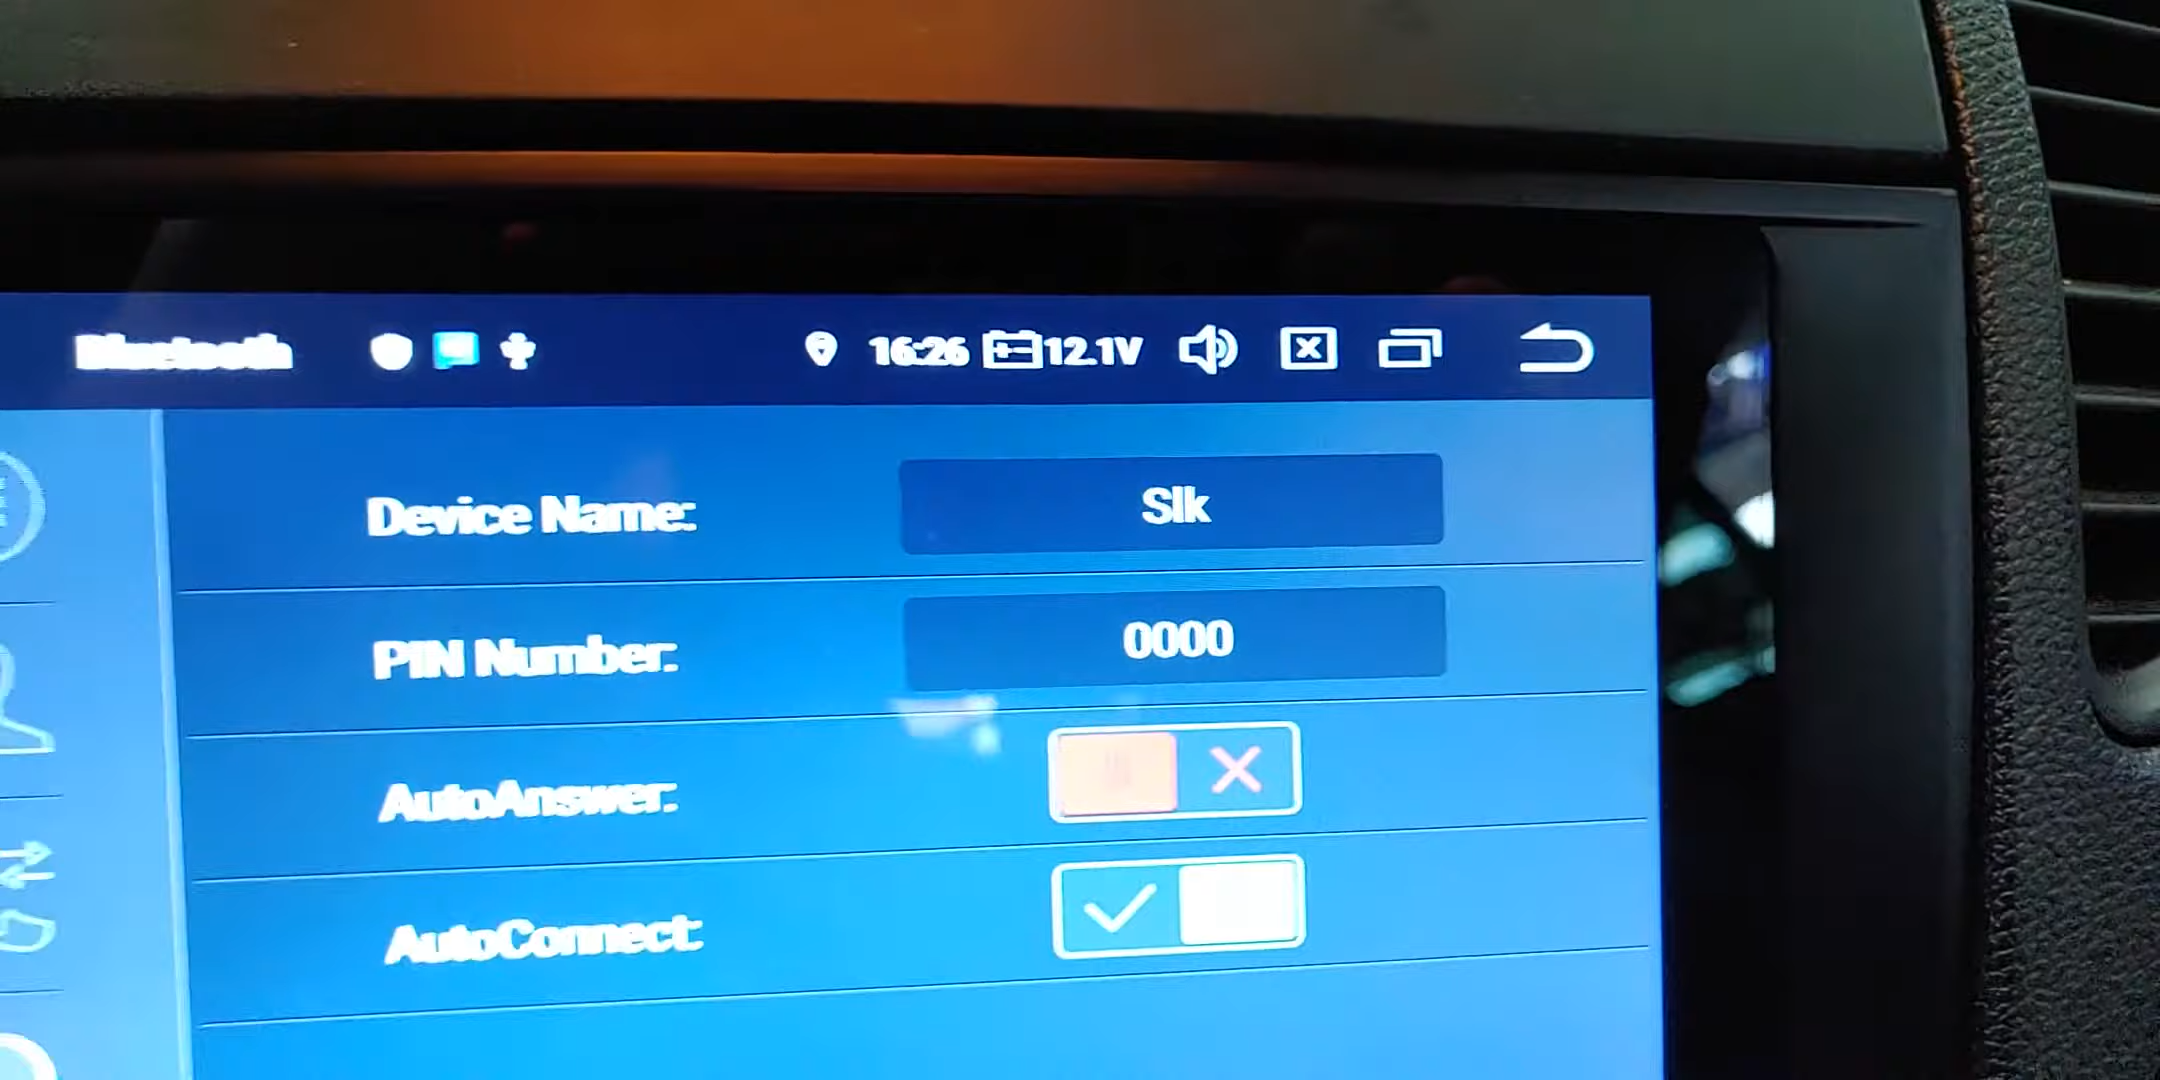 Bluetooth 16:26 12.1V
Device Name: Slk
PIN Number: 0000
AutoAnswer:
AutoConnect: